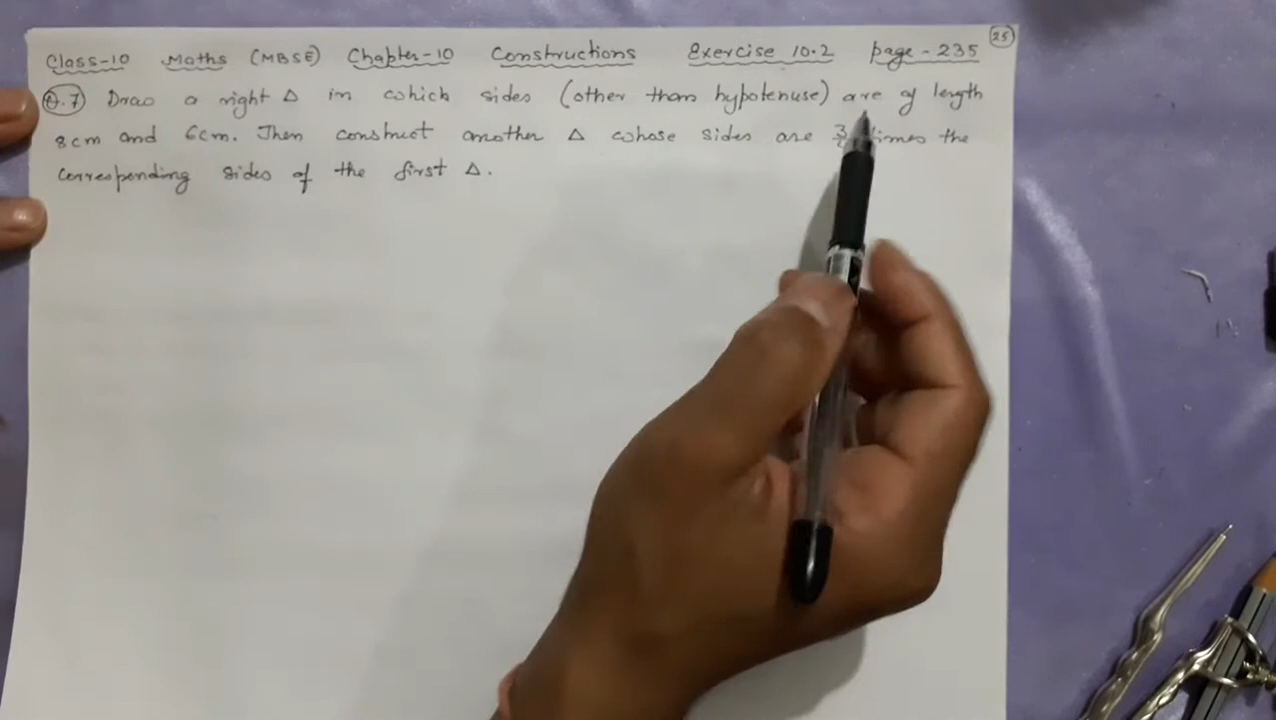 Class-10 Maths (MBSE) Chapter-10 Constructions Exercise 10.2 page-235 25
Q.7 Draw a right Δ in which sides (other than hypotenuse) are of length
8cm and 6cm. Then construct another Δ whose sides are times the
corresponding sides of the first Δ.